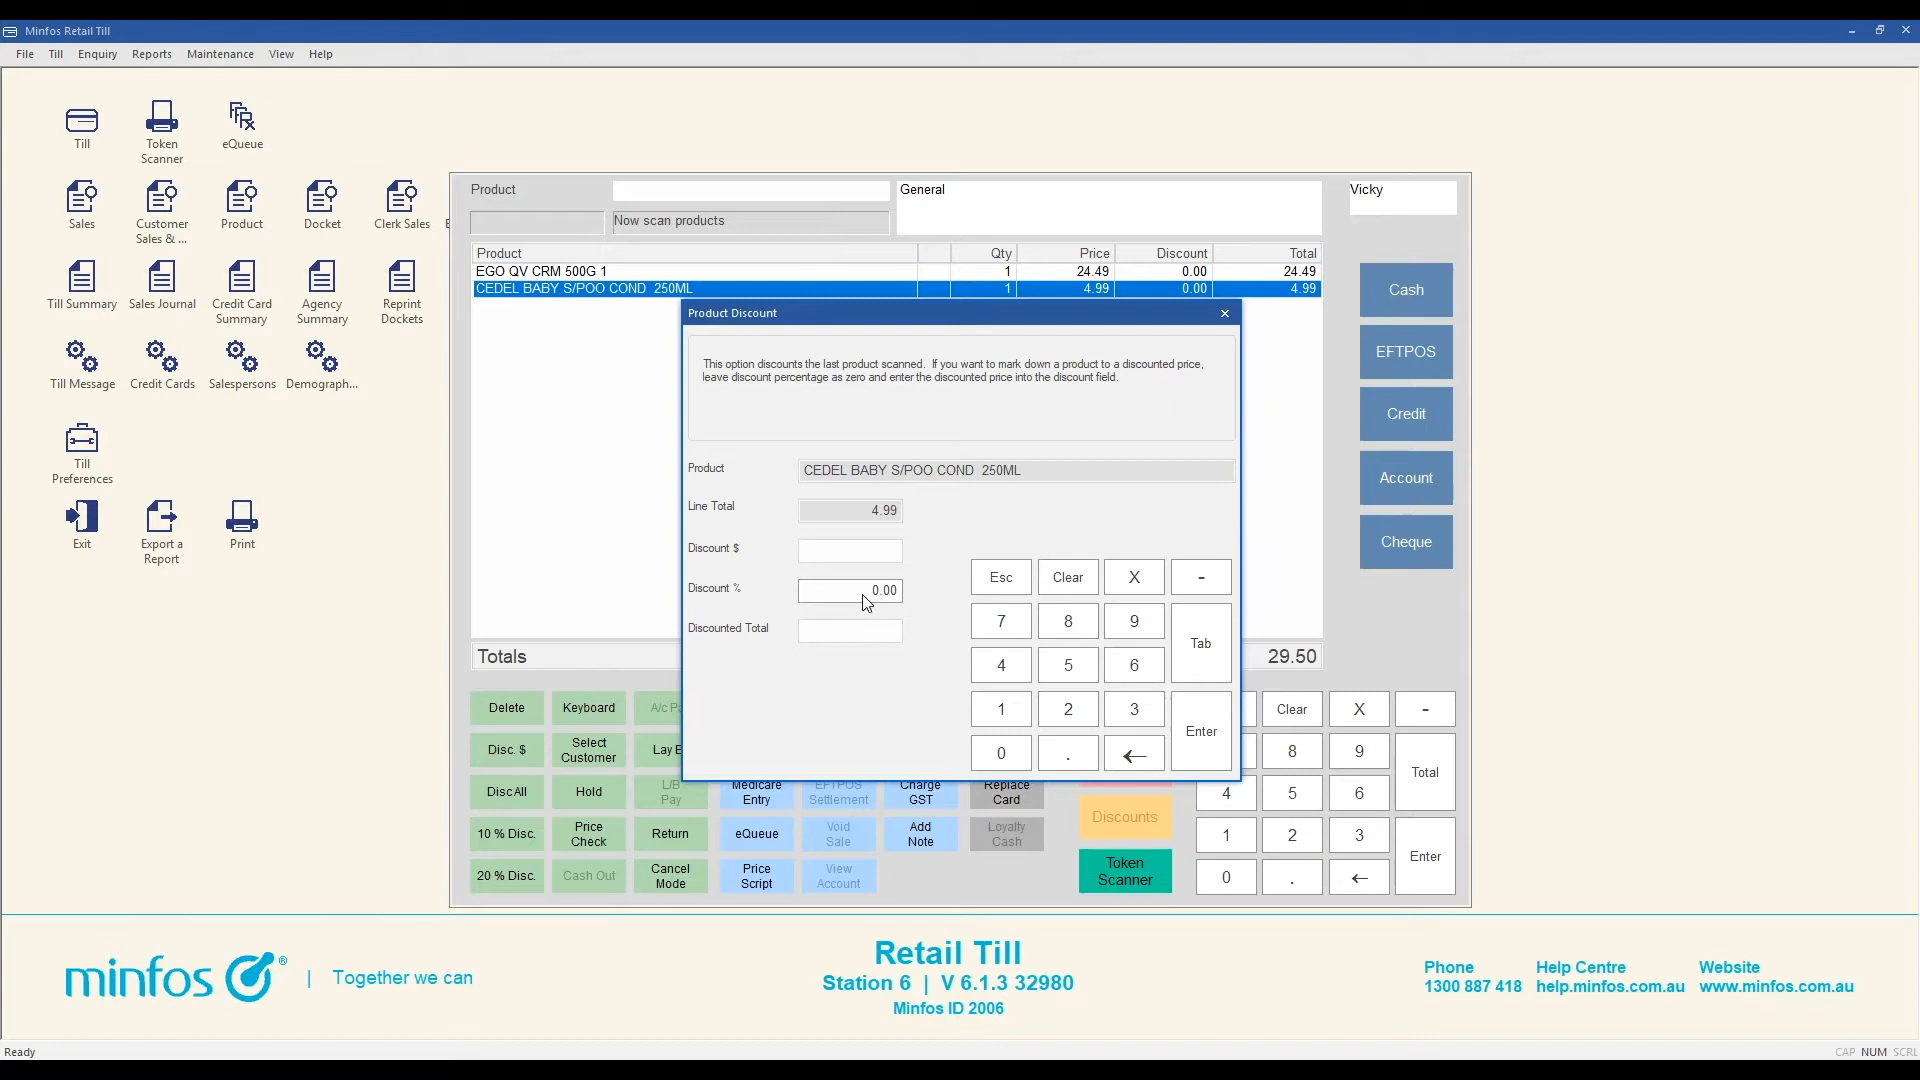 Minfos Retail Till
File Till Enquiry Reports Maintenance View Help
Till
Token
Scanner
eQueue
Sales
Customer
Sales & ...
Product
Docket
Clerk Sales
Till Summary
Sales Journal
Credit Card
Summary
Agency
Summary
Reprint
Dockets
Till Message
Credit Cards
Salespersons
Demograph...
Till
Preferences
Exit
Export a
Report
Print
Product
General
Vicky
Now scan products
Product Qty Price Discount Total
EGO QV CRM 500G 1 1 24.49 0.00 24.49
CEDEL BABY S/POO COND 250ML 1 4.99 0.00 4.99
Product Discount
This option discounts the last product scanned. If you want to mark down a product to a discounted price,
leave discount percentage as zero and enter the discounted price into the discount field.
Product CEDEL BABY S/POO COND 250ML
Line Total 4.99
Discount $
Discount % 0.00
Discounted Total
Esc Clear X -
7 8 9
Tab
4 5 6
1 2 3
Enter
0 . ←
Cash
EFTPOS
Credit
Account
Cheque
Totals 29.50
Delete Keyboard A/c Pa
Disc. $
Select
Customer
Lay B
Disc All
Hold
L/B
Pay
Medicare
Entry
EFTPOS
Settlement
Charge
GST
Replace
Card
10 % Disc.
Price
Check
Return
eQueue
Void
Sale
Add
Note
Loyalty
Cash
20 % Disc.
Cash Out
Cancel
Mode
Price
Script
View
Account
Discounts
Token
Scanner
Clear X -
8 9
Total
4 5 6
1 2 3
Enter
0 . ←
minfos ® | Together we can
Retail Till
Station 6 | V 6.1.3 32980
Minfos ID 2006
Phone
1300 887 418
Help Centre
help.minfos.com.au
Website
www.minfos.com.au
Ready
CAP NUM SCRL